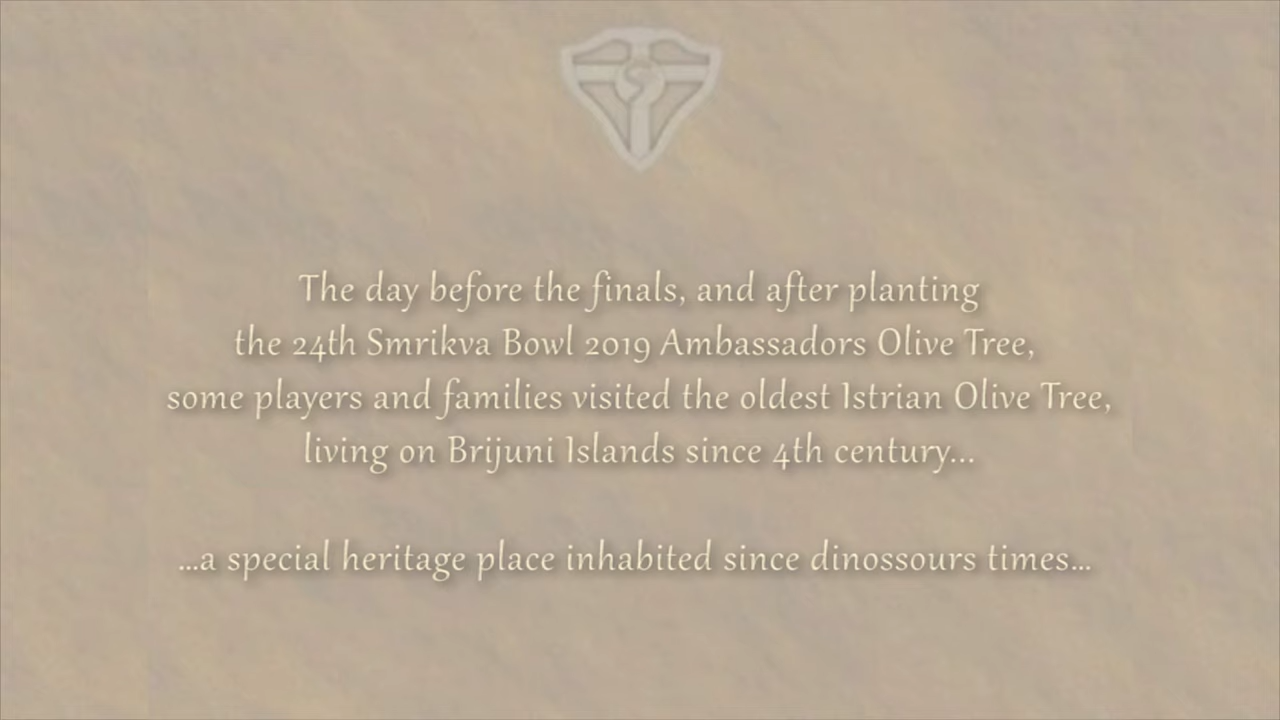 The day before the finals, and after planting
the 24th Smrikva Bowl 2019 Ambassadors Olive Tree,
some players and families visited the oldest Istrian Olive Tree,
living on Brijuni Islands since 4th century...
...a special heritage place inhabited since dinossours times...